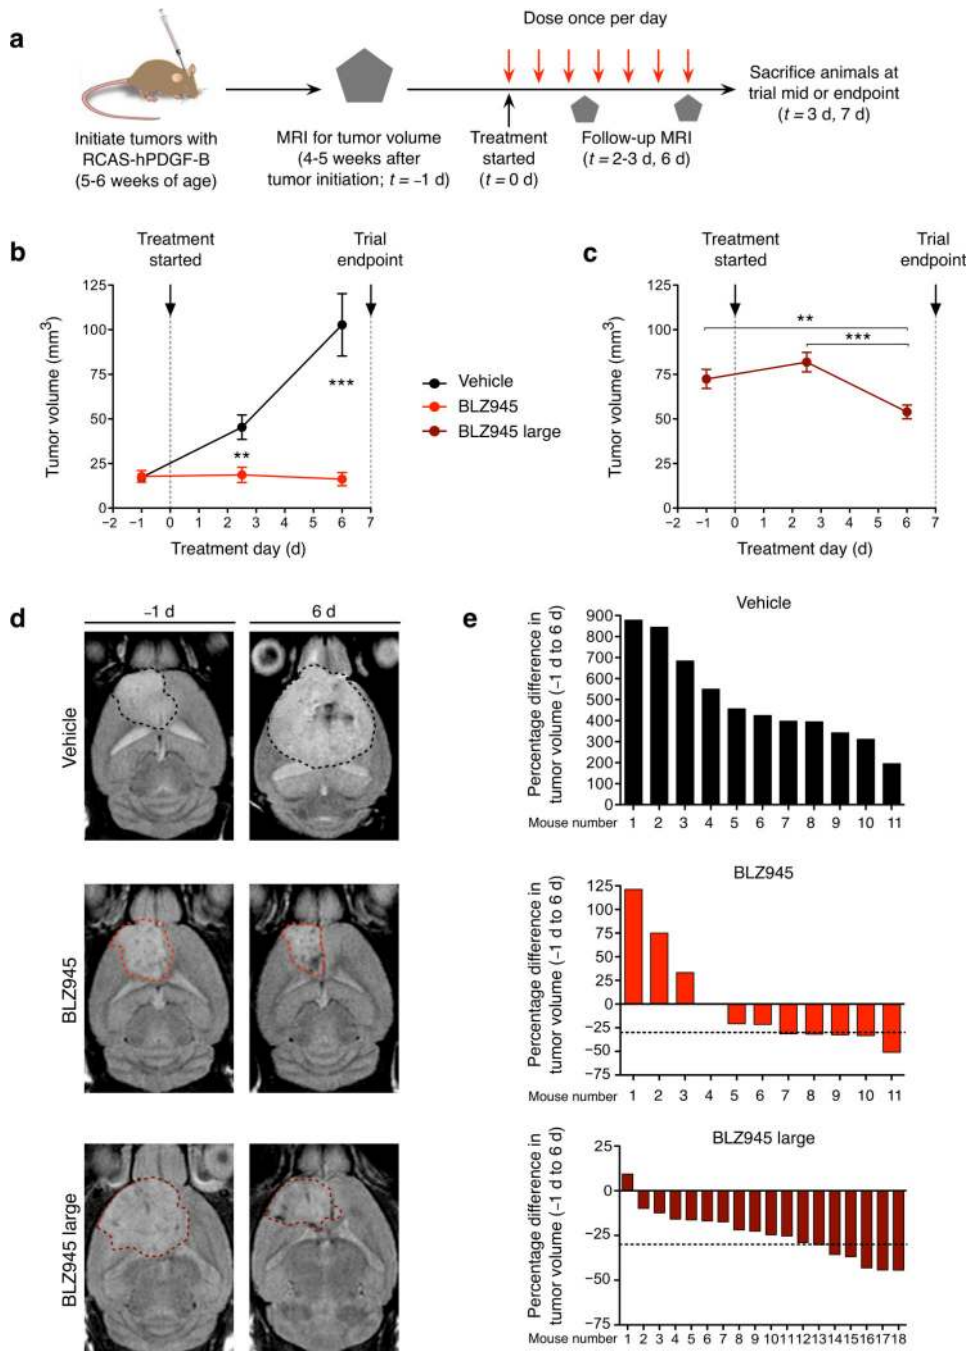 a
Dose once per day
Initiate tumors with
RCAS-hPDGF-B
(5-6 weeks of age)
MRI for tumor volume
(4-5 weeks after
tumor initiation; t = –1 d)
Treatment
started
(t = 0 d)
Follow-up MRI
(t = 2-3 d, 6 d)
Sacrifice animals at
trial mid or endpoint
(t = 3 d, 7 d)
b
Treatment
started
Trial
endpoint
Tumor volume (mm³)
125
100
75
50
25
0
***
**
–2 –1 0 1 2 3 4 5 6 7
Treatment day (d)
Vehicle
BLZ945
BLZ945 large
c
Treatment
started
Trial
endpoint
Tumor volume (mm³)
125
100
75
50
25
0
**
***
–2 –1 0 1 2 3 4 5 6 7
Treatment day (d)
d
–1 d 6 d
Vehicle
BLZ945
BLZ945 large
e
Vehicle
Percentage difference in
tumor volume (–1 d to 6 d)
900
800
700
600
500
400
300
200
100
0
Mouse number 1 2 3 4 5 6 7 8 9 10 11
BLZ945
Percentage difference in
tumor volume (–1 d to 6 d)
125
100
75
50
25
0
–25
–50
–75
Mouse number 1 2 3 4 5 6 7 8 9 10 11
BLZ945 large
Percentage difference in
tumor volume (–1 d to 6 d)
25
0
–25
–50
–75
Mouse number 1 2 3 4 5 6 7 8 9 10 11 12 13 14 15 16 17 18